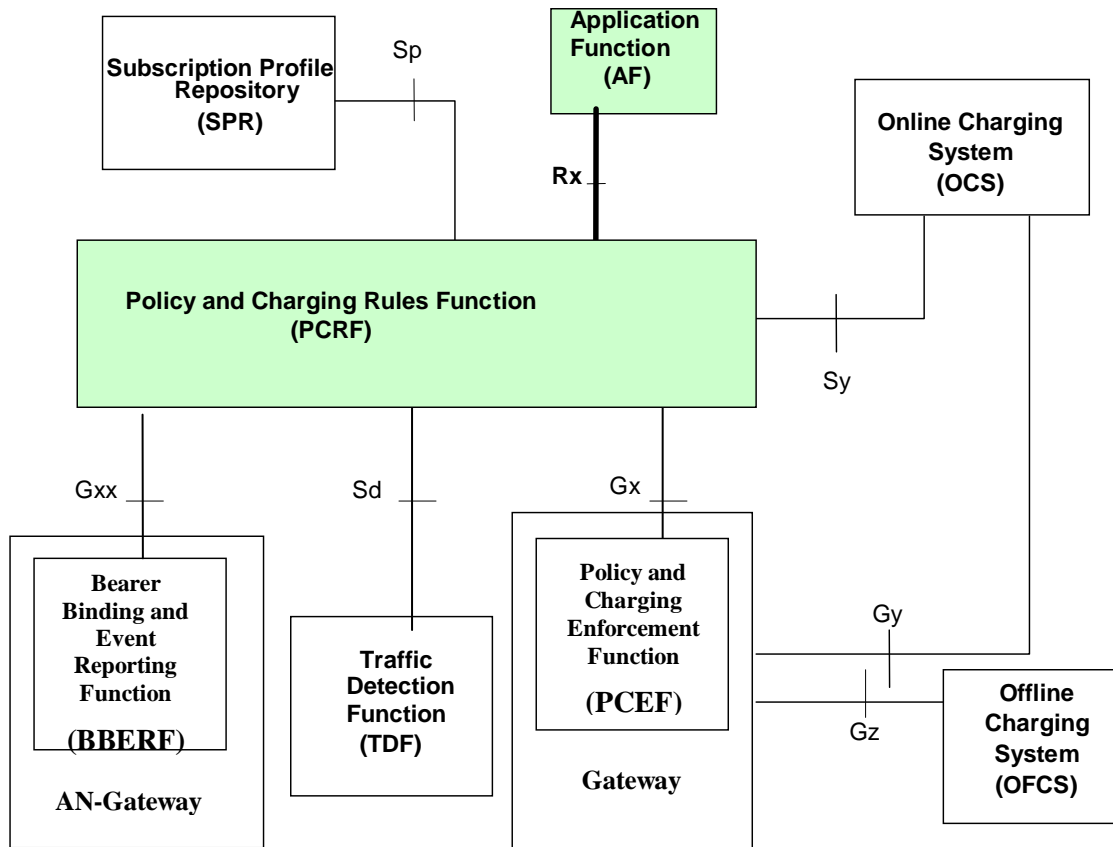 Subscription Profile
Repository
(SPR)
Sp
Application
Function
(AF)
Rx
Online Charging
System
(OCS)
Policy and Charging Rules Function
(PCRF)
Sy
Gxx
Sd
Gx
Bearer
Binding and
Event
Reporting
Function
(BBERF)
AN-Gateway
Traffic
Detection
Function
(TDF)
Policy and
Charging
Enforcement
Function
(PCEF)
Gateway
Gy
Gz
Offline
Charging
System
(OFCS)